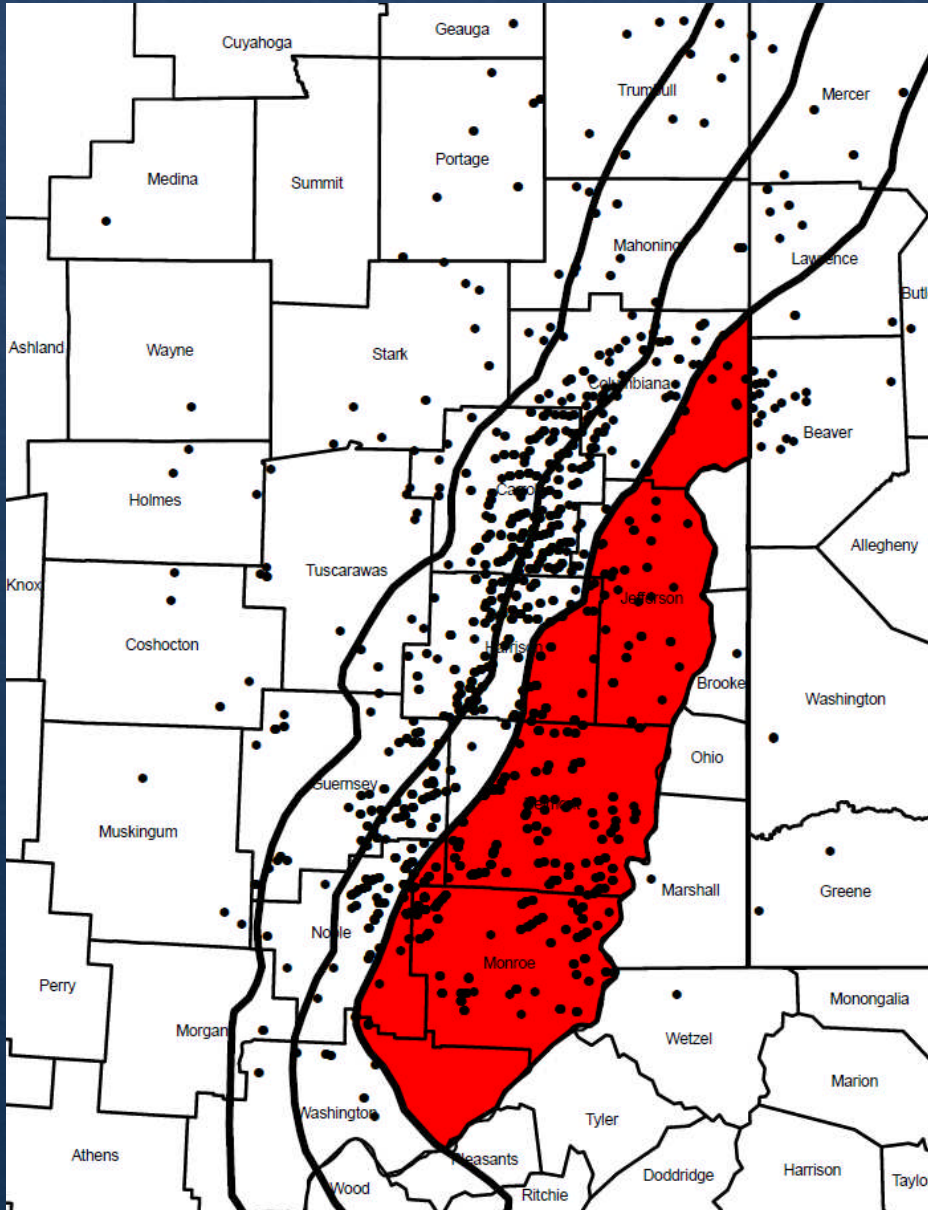 Geauga
Cuyahoga
Trumbull
Mercer
Portage
Medina
Summit
Mahoning
Lawrence
Butl
Ashland
Wayne
Stark
Columbiana
Beaver
Holmes
Carroll
Allegheny
Knox
Tuscarawas
Jefferson
Coshocton
Harrison
Brooke
Washington
Ohio
Guernsey
Belmont
Muskingum
Marshall
Greene
Noble
Monroe
Perry
Monongalia
Morgan
Wetzel
Marion
Washington
Tyler
Athens
Pleasants
Harrison
Doddridge
Taylo
Wood
Ritchie